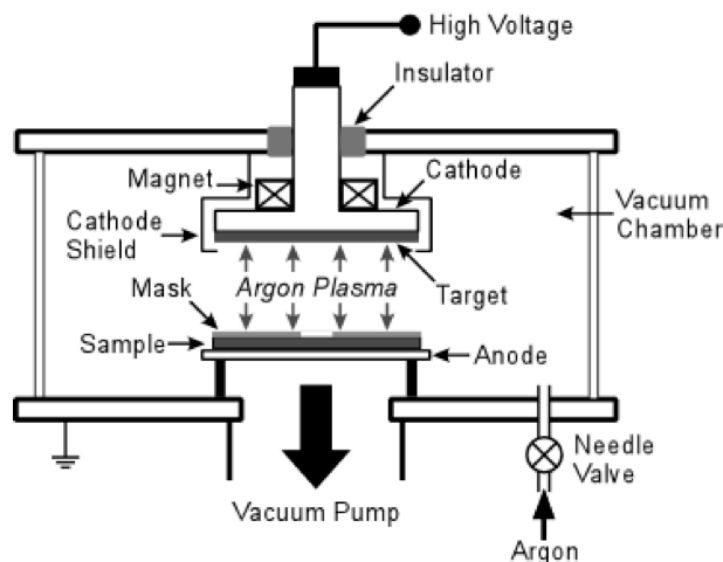 High Voltage
Insulator
Magnet
Cathode
Cathode
Shield
Vacuum
Chamber
Target
Argon Plasma
Mask
Sample
Anode
Needle
Valve
Vacuum Pump
Argon